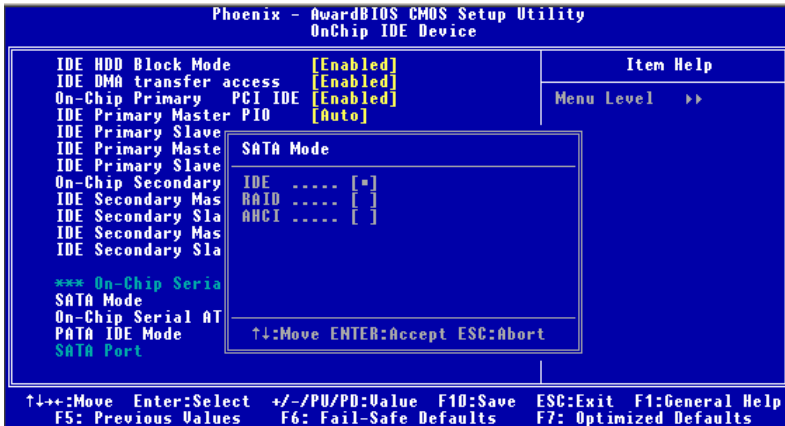 Phoenix - AwardBIOS CMOS Setup Utility
OnChip IDE Device
IDE HDD Block Mode [Enabled]
IDE DMA transfer access [Enabled]
On-Chip Primary PCI IDE [Enabled]
IDE Primary Master PIO [Auto]
IDE Primary Slave
IDE Primary Maste
IDE Primary Slave
On-Chip Secondary
IDE Secondary Mas
IDE Secondary Sla
IDE Secondary Mas
IDE Secondary Sla
*** On-Chip Seria
SATA Mode
On-Chip Serial AT
PATA IDE Mode
SATA Port
SATA Mode
IDE ..... [▪]
RAID ..... [ ]
AHCI ..... [ ]
↑↓:Move ENTER:Accept ESC:Abort
Item Help
Menu Level ▸▸
↑↓→←:Move Enter:Select +/-/PU/PD:Value F10:Save ESC:Exit F1:General Help
F5: Previous Values F6: Fail-Safe Defaults F7: Optimized Defaults